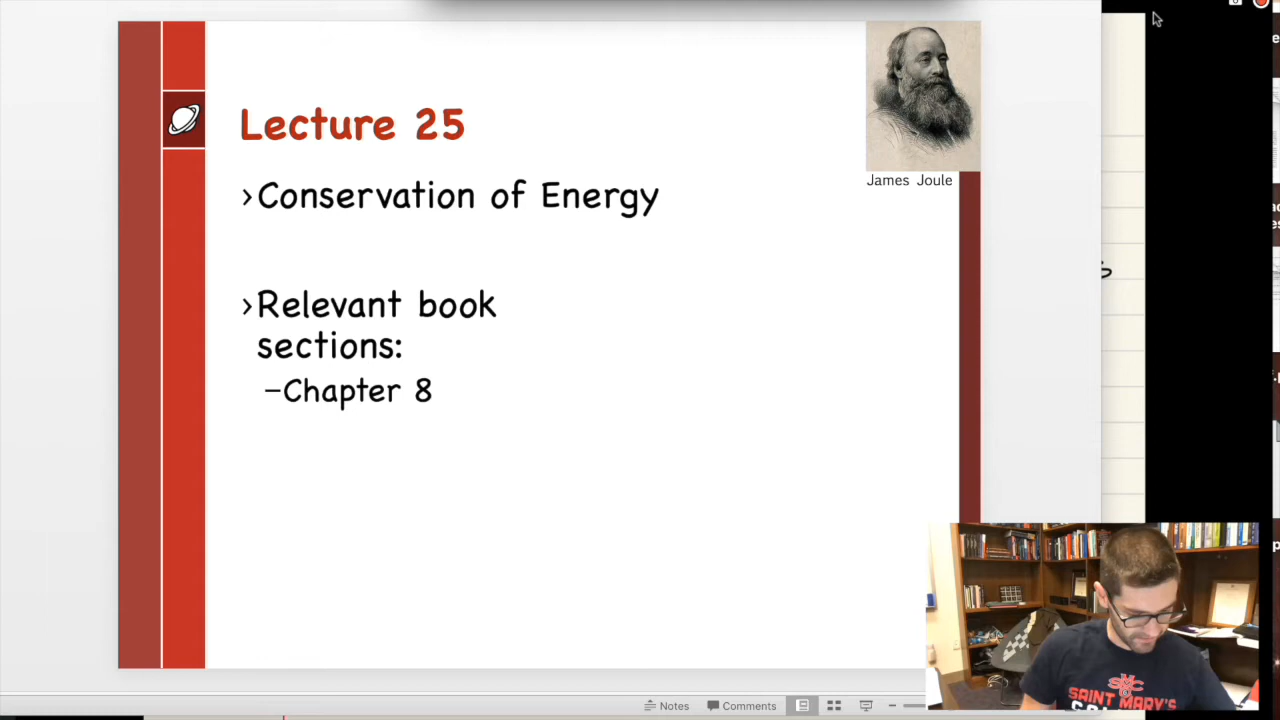 Lecture 25
›Conservation of Energy
›Relevant book
sections:
–Chapter 8
James Joule
Notes
Comments
SAINT MARY'S